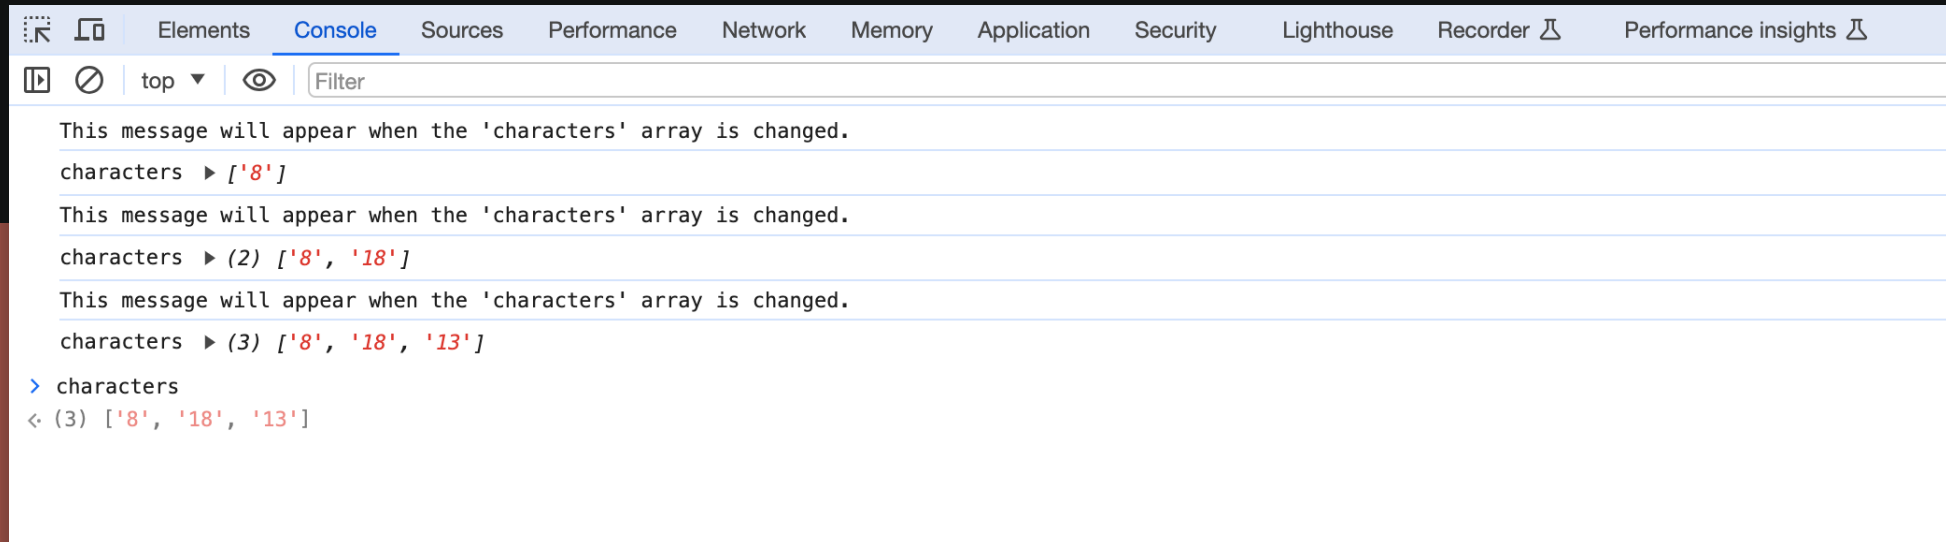 Elements Console Sources Performance Network Memory Application Security Lighthouse Recorder Performance insights
top Filter
This message will appear when the 'characters' array is changed.
characters ▶ ['8']
This message will appear when the 'characters' array is changed.
characters ▶ (2) ['8', '18']
This message will appear when the 'characters' array is changed.
characters ▶ (3) ['8', '18', '13']
> characters
(3) ['8', '18', '13']